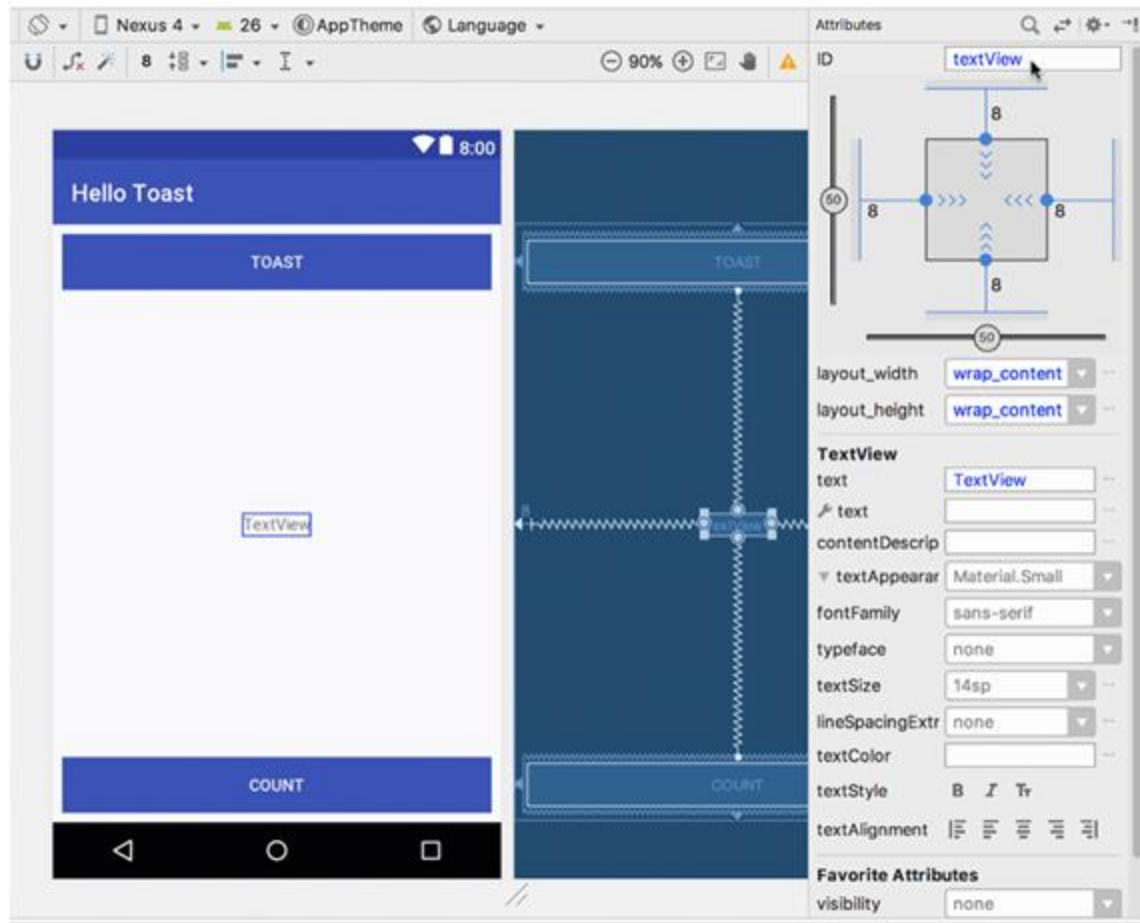 Nexus 4 26 AppTheme Language
8 90%
8:00
Hello Toast
TOAST
TextView
COUNT
TOAST
8
COUNT
Attributes
ID textView
8
50
8 8
8
50
layout_width wrap_content
layout_height wrap_content
TextView
text TextView
text
contentDescrip
textAppearar Material.Small
fontFamily sans-serif
typeface none
textSize 14sp
lineSpacingExtr none
textColor
textStyle B I Tт
textAlignment
Favorite Attributes
visibility none